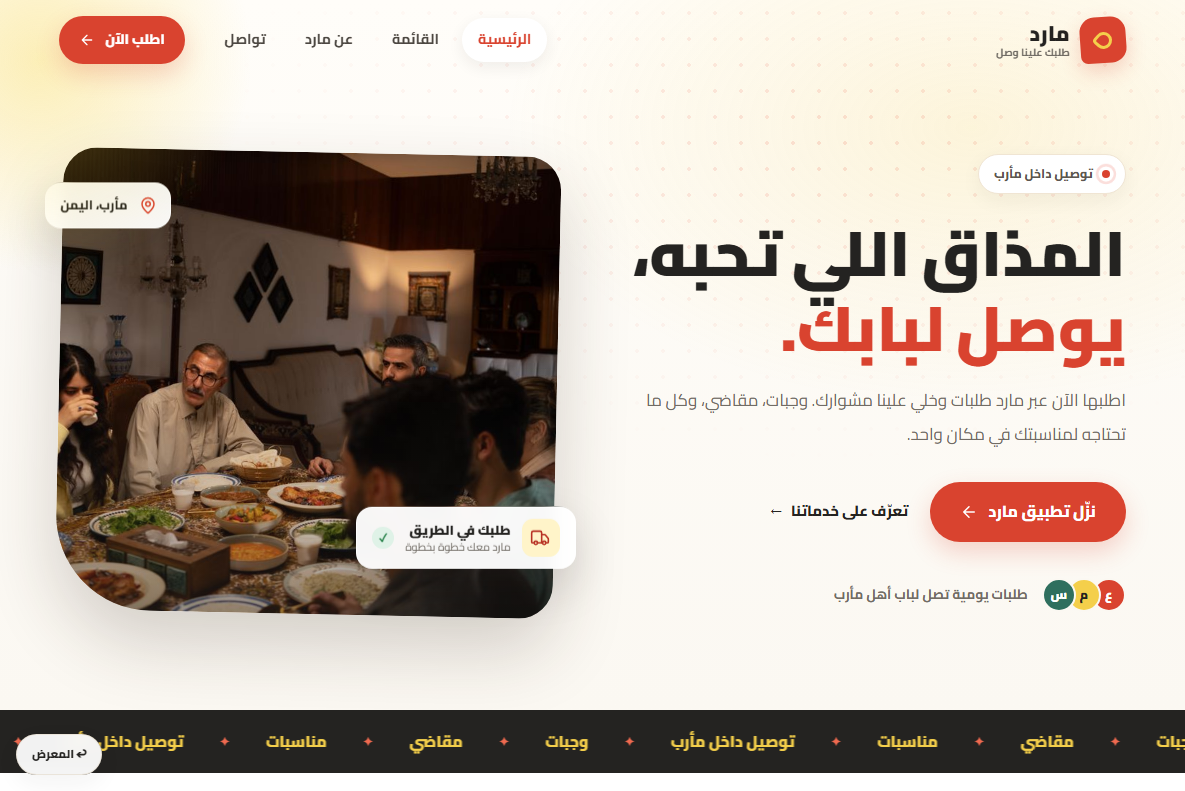 مارد
طلبك علينا وصل
الرئيسية
القائمة
عن مارد
تواصل
اطلب الآن ←
توصيل داخل مأرب
المذاق اللي تحبه،
يوصل لبابك.
اطلبها الآن عبر مارد طلبات وخلي علينا مشوارك. وجبات، مقاضي، وكل ما
تحتاجه لمناسبتك في مكان واحد.
نزّل تطبيق مارد ←
تعرّف على خدماتنا ←
ع م س
طلبات يومية تصل لباب أهل مأرب
مأرب، اليمن
طلبك في الطريق
مارد معك خطوة بخطوة
✓
مقاضي ✦ مناسبات ✦ توصيل داخل مأرب ✦ وجبات ✦ مقاضي ✦ مناسبات ✦ توصيل داخل
↩ المعرض